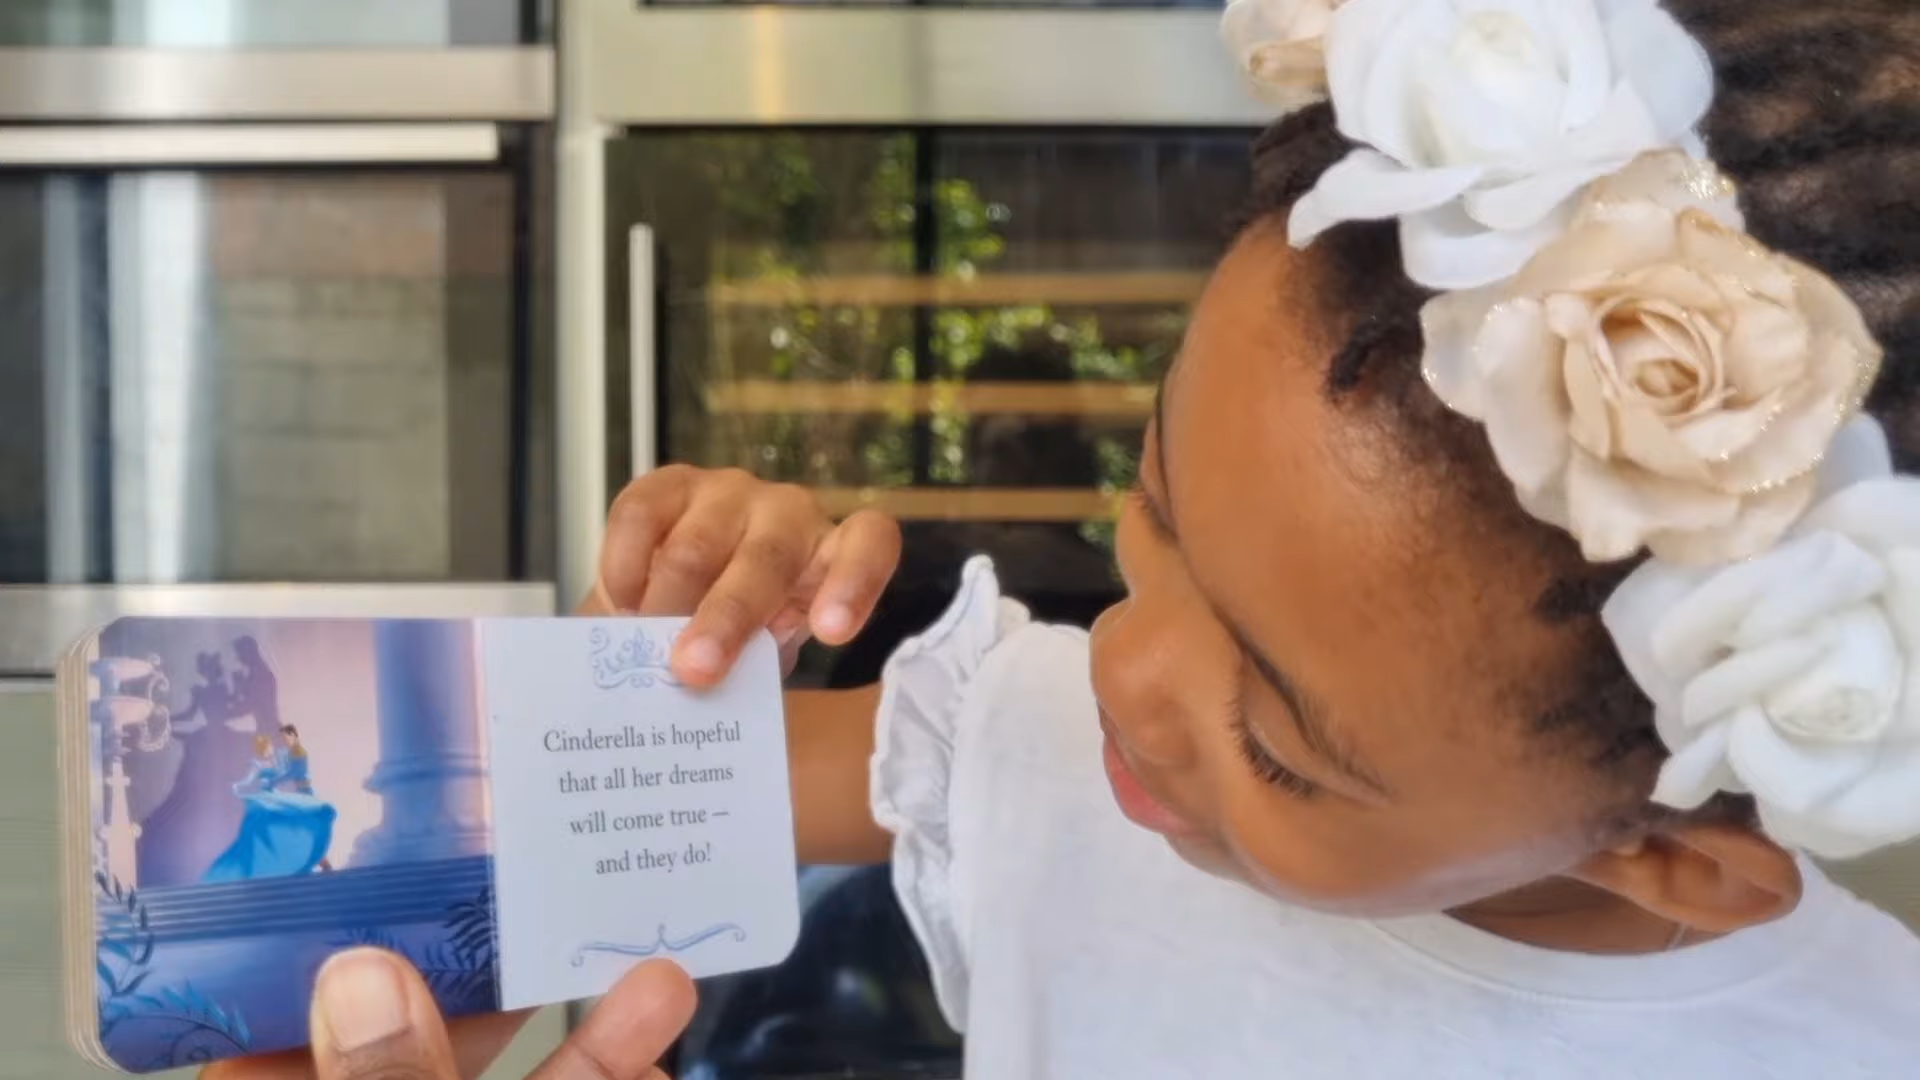 Cinderella is hopeful
that all her dreams
will come true —
and they do!